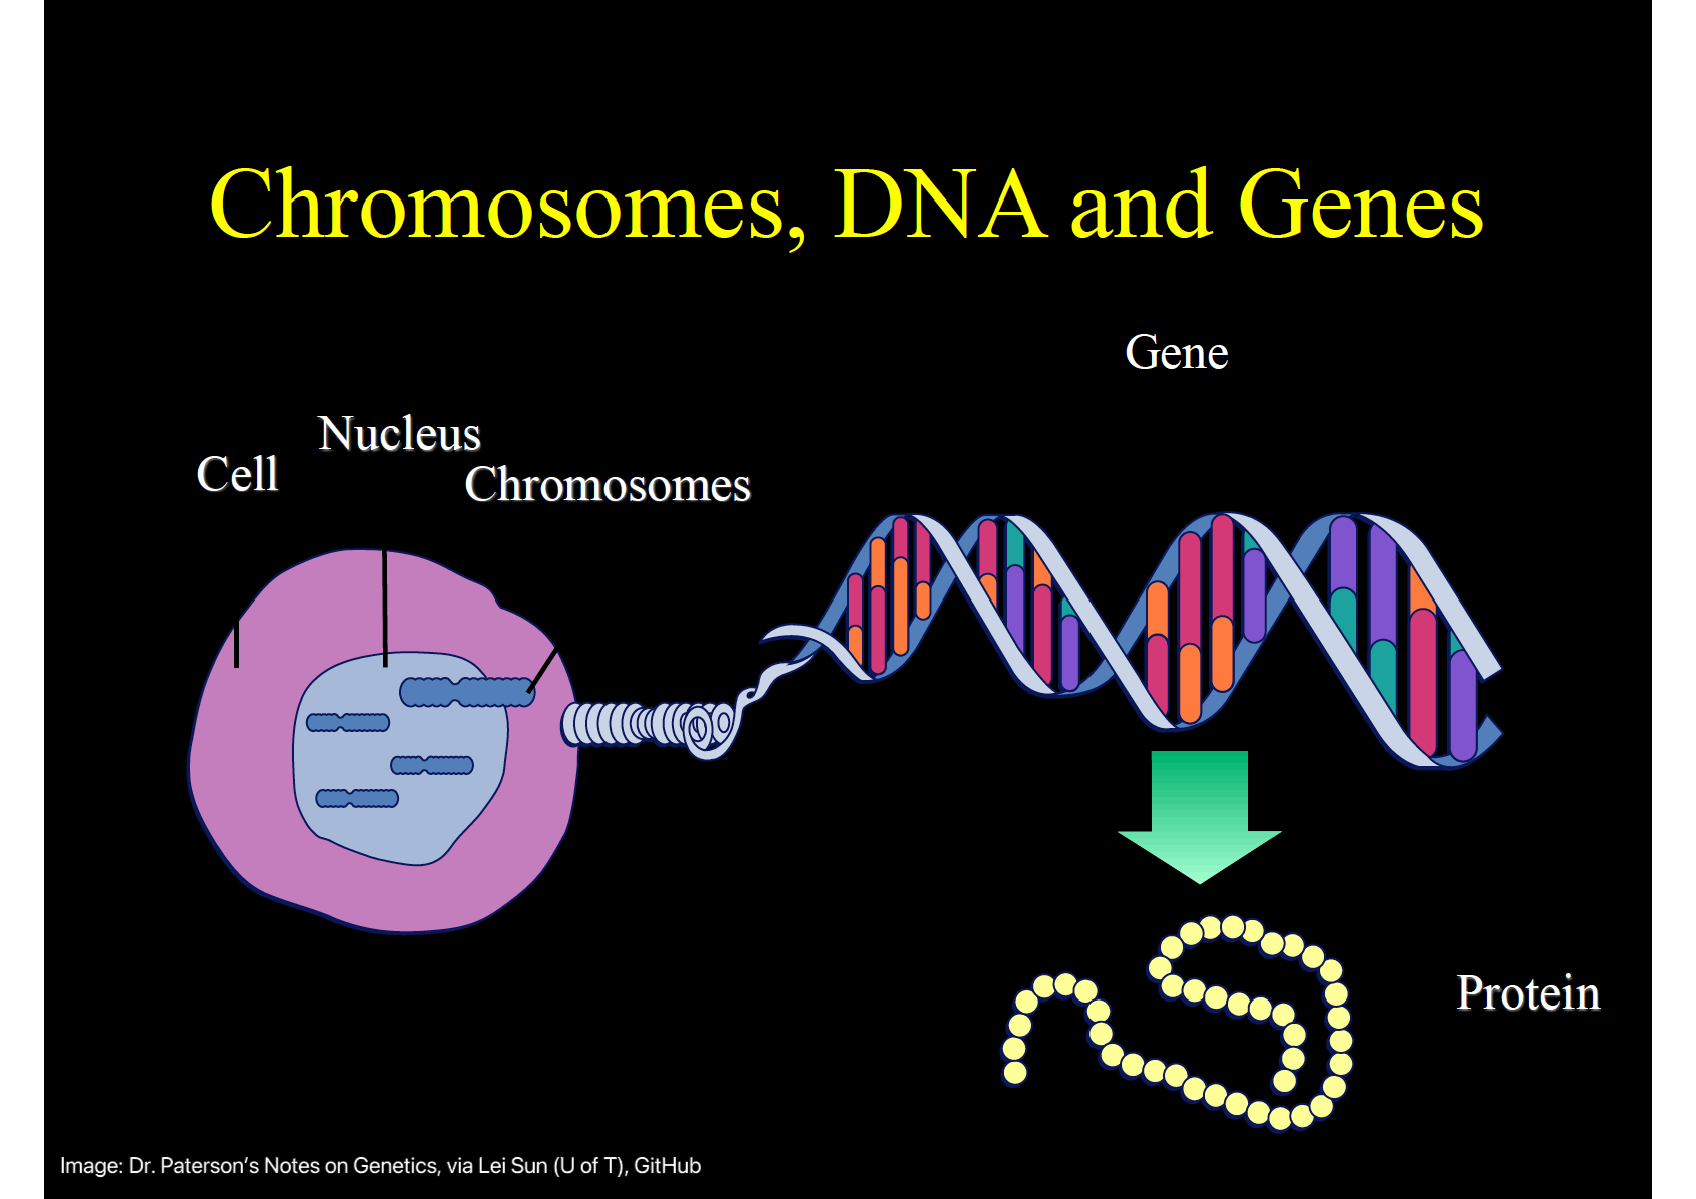 Chromosomes, DNA and Genes
Gene
Nucleus
Cell
Chromosomes
Protein
Image: Dr. Paterson’s Notes on Genetics, via Lei Sun (U of T), GitHub